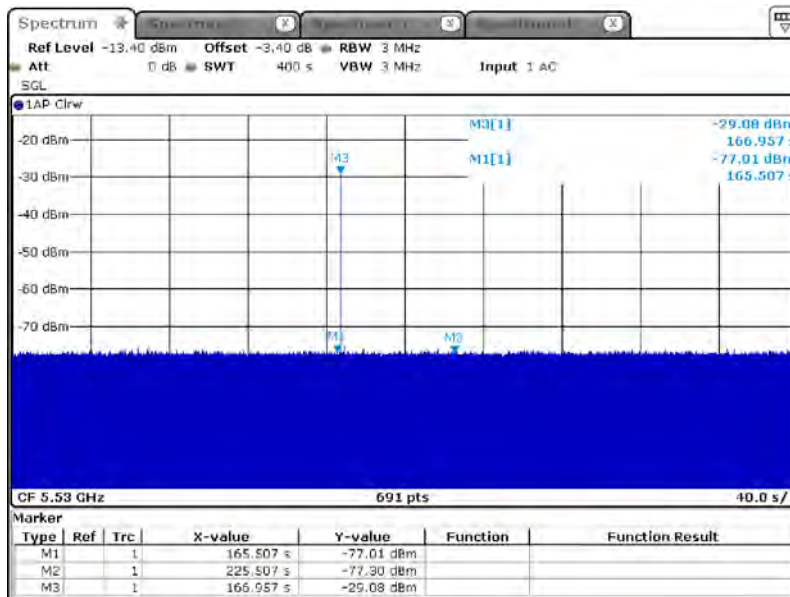 Spectrum
Ref Level -13.40 dBm Offset -3.40 dB RBW 3 MHz
Att 0 dB SWT 400 s VBW 3 MHz Input 1 AC
SGL
1AP Clrw
M3[1] -29.08 dBm
166.957 s
-20 dBm
M1[1] -77.01 dBm
165.507 s
M3
-30 dBm
-40 dBm
-50 dBm
-60 dBm
-70 dBm
M1 M3
CF 5.53 GHz 691 pts 40.0 s/
Marker
Type Ref Trc X-value Y-value Function Function Result
M1 1 165.507 s -77.01 dBm
M2 1 225.507 s -77.30 dBm
M3 1 166.957 s -29.08 dBm